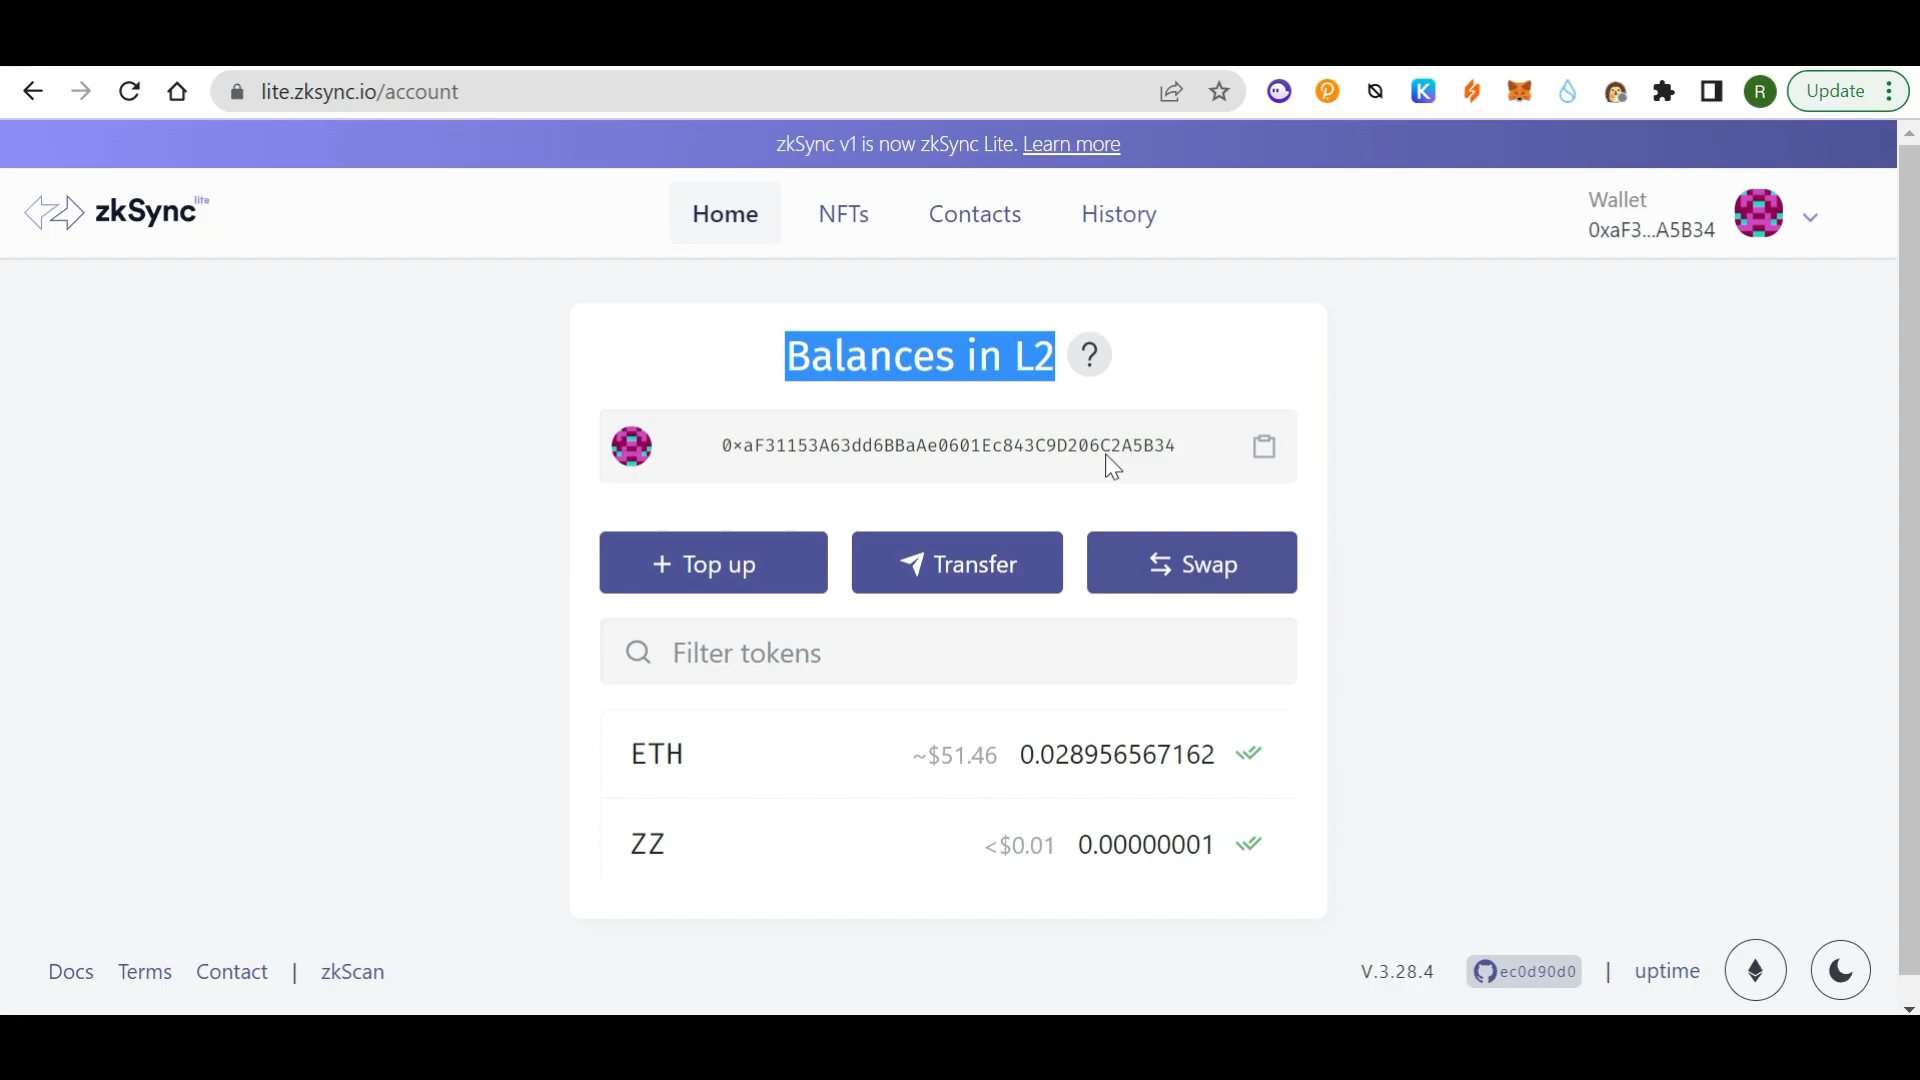 lite.zksync.io/account
R
Update
zkSync v1 is now zkSync Lite. Learn more
zkSync lite
Home
NFTs
Contacts
History
Wallet
0xaF3...A5B34
Balances in L2
?
0xaF31153A63dd6BBaAe0601Ec843C9D206C2A5B34
+ Top up
Transfer
Swap
Filter tokens
ETH ~$51.46 0.028956567162
ZZ <$0.01 0.00000001
Docs Terms Contact | zkScan
V.3.28.4 ec0d90d0 | uptime